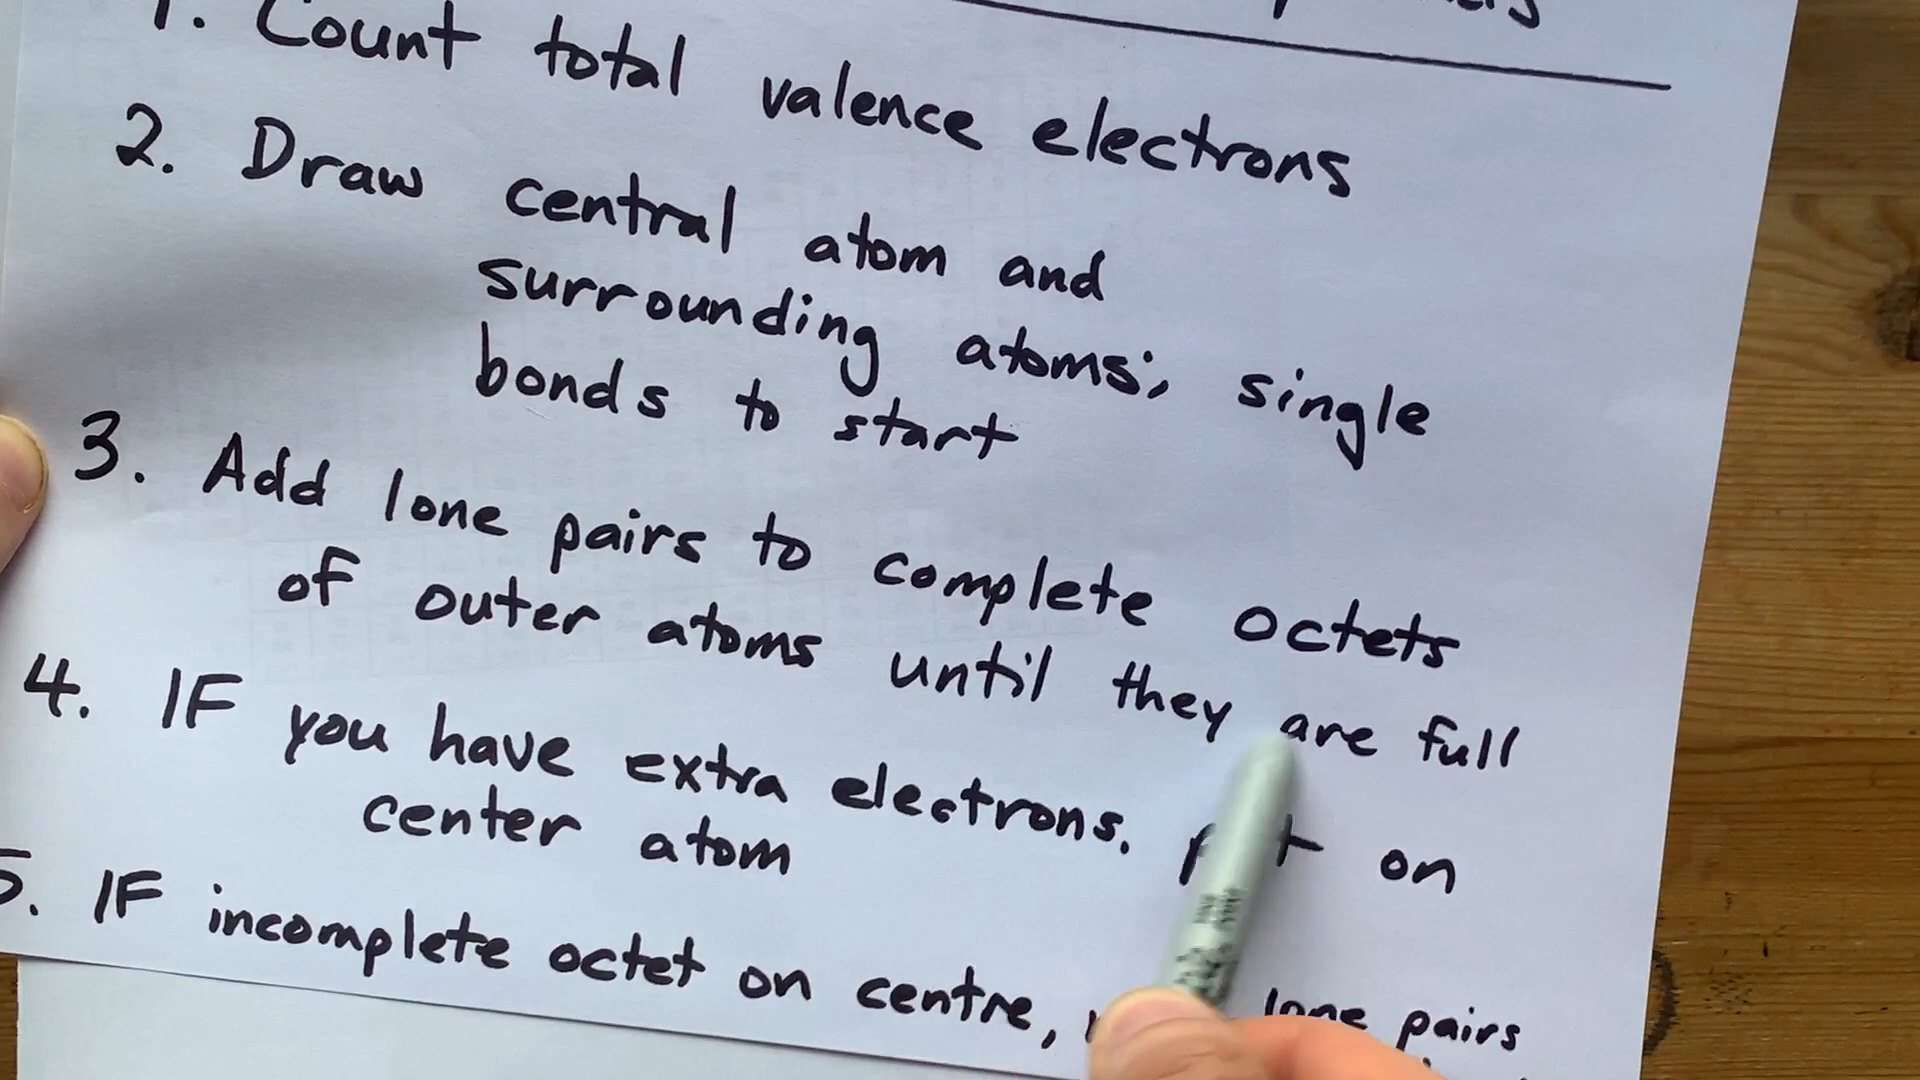 1. Count total valence electrons
2. Draw central atom and
surrounding atoms; single
bonds to start
3. Add lone pairs to complete octets
of outer atoms until they are full
4. IF you have extra electrons. on
center atom
5. IF incomplete octet on centre, lone pairs